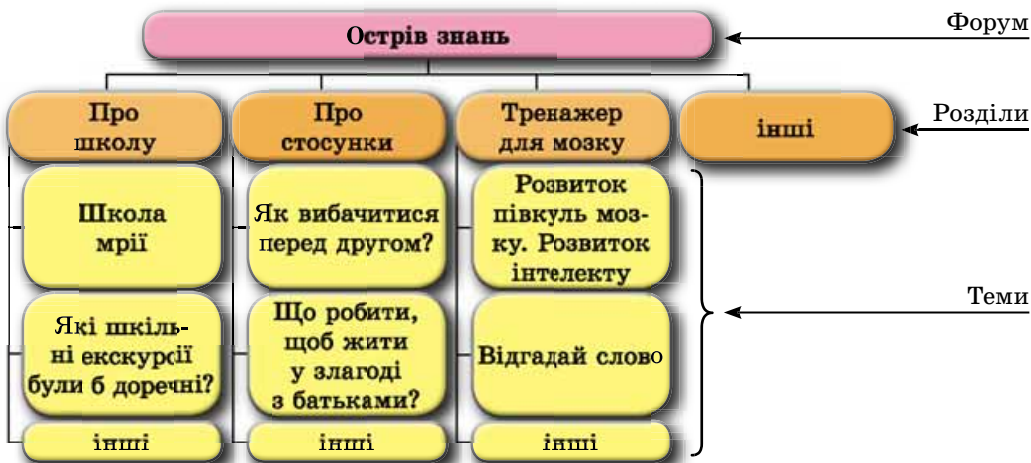 Острів знань
Форум
Про
школу
Про
стосунки
Тренажер
для мозку
інші
Розділи
Школа
мрії
Як вибачитися
перед другом?
Розвиток
півкуль моз-
ку. Розвиток
інтелекту
Які шкіль-
ні екскурсії
були б доречні?
Що робити,
щоб жити
у злагоді
з батьками?
Відгадай слово
Теми
інші
інші
інші